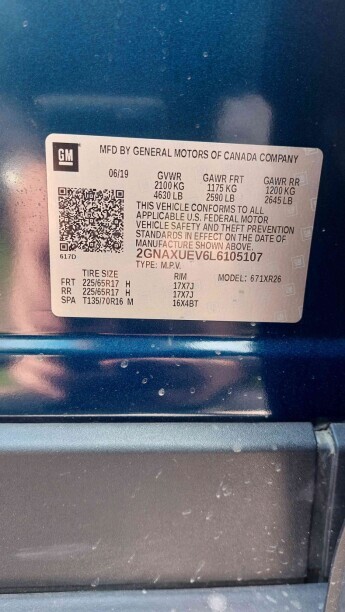 GM
MFD BY GENERAL MOTORS OF CANADA COMPANY
06/19 GVWR GAWR FRT GAWR RR
2100 KG 1175 KG 1200 KG
4630 LB 2590 LB 2645 LB
THIS VEHICLE CONFORMS TO ALL
APPLICABLE U.S. FEDERAL MOTOR
VEHICLE SAFETY AND THEFT PREVENTION
STANDARDS IN EFFECT ON THE DATE OF
MANUFACTURE SHOWN ABOVE.
617D 2GNAXUEV6L6105107
TYPE: M.P.V.
TIRE SIZE RIM MODEL: 671XR26
FRT 225/65R17 H 17X7J
RR 225/65R17 H 17X7J
SPA T135/70R16 M 16X4BT